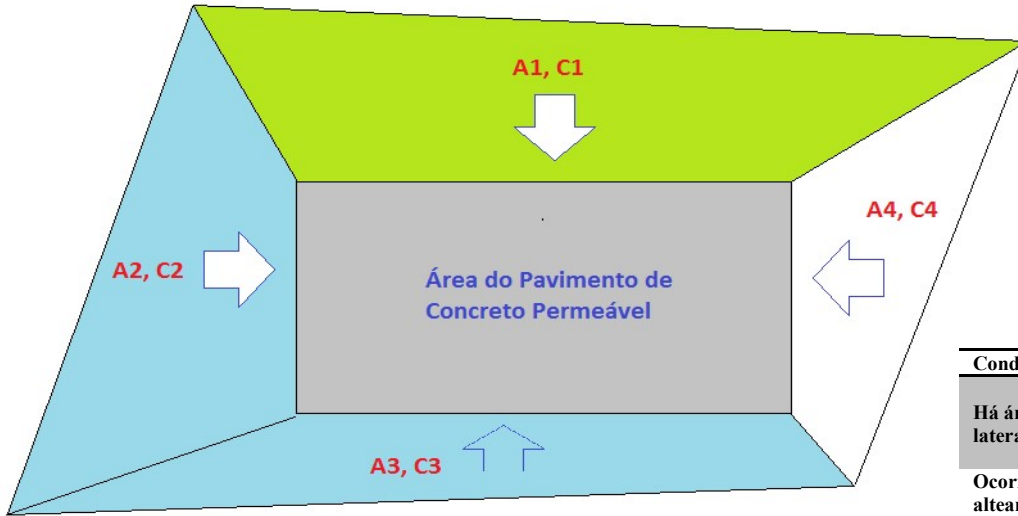 A1, C1
A2, C2
Área do Pavimento de
Concreto Permeável
A4, C4
A3, C3
Cond
Há á
latera
Ocor
altear